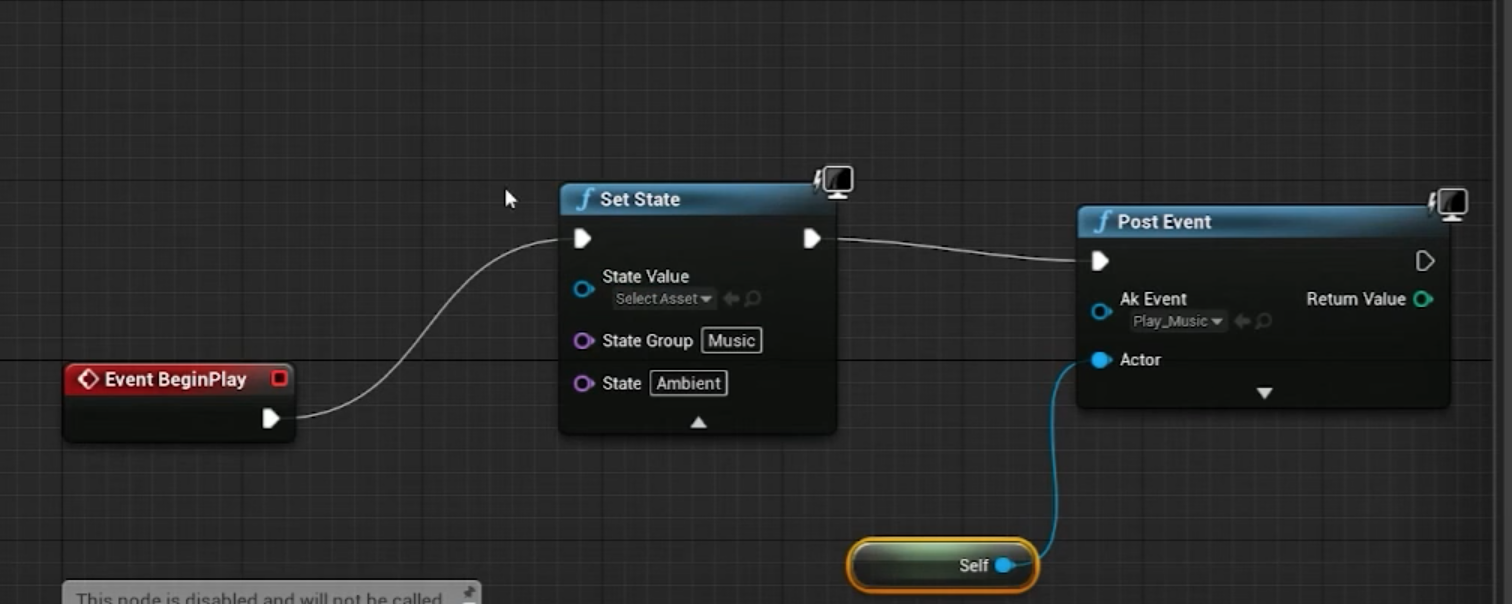 Set State
State Value
Select Asset
State Group Music
State Ambient
Post Event
Ak Event
Play_Music
Return Value
Actor
Event BeginPlay
Self
This node is disabled and will not be called.